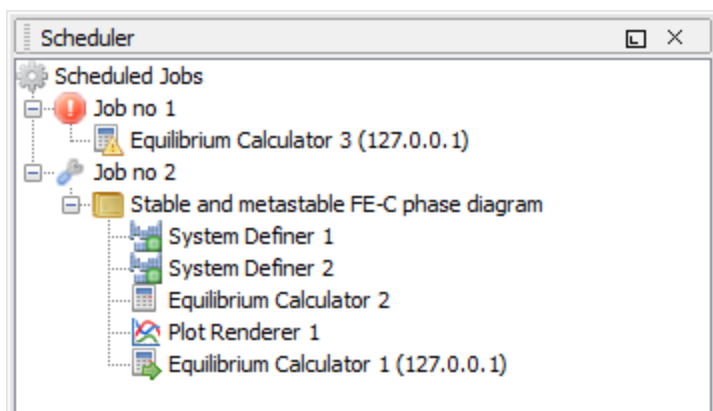 Scheduler
Scheduled Jobs
Job no 1
Equilibrium Calculator 3 (127.0.0.1)
Job no 2
Stable and metastable FE-C phase diagram
System Definer 1
System Definer 2
Equilibrium Calculator 2
Plot Renderer 1
Equilibrium Calculator 1 (127.0.0.1)